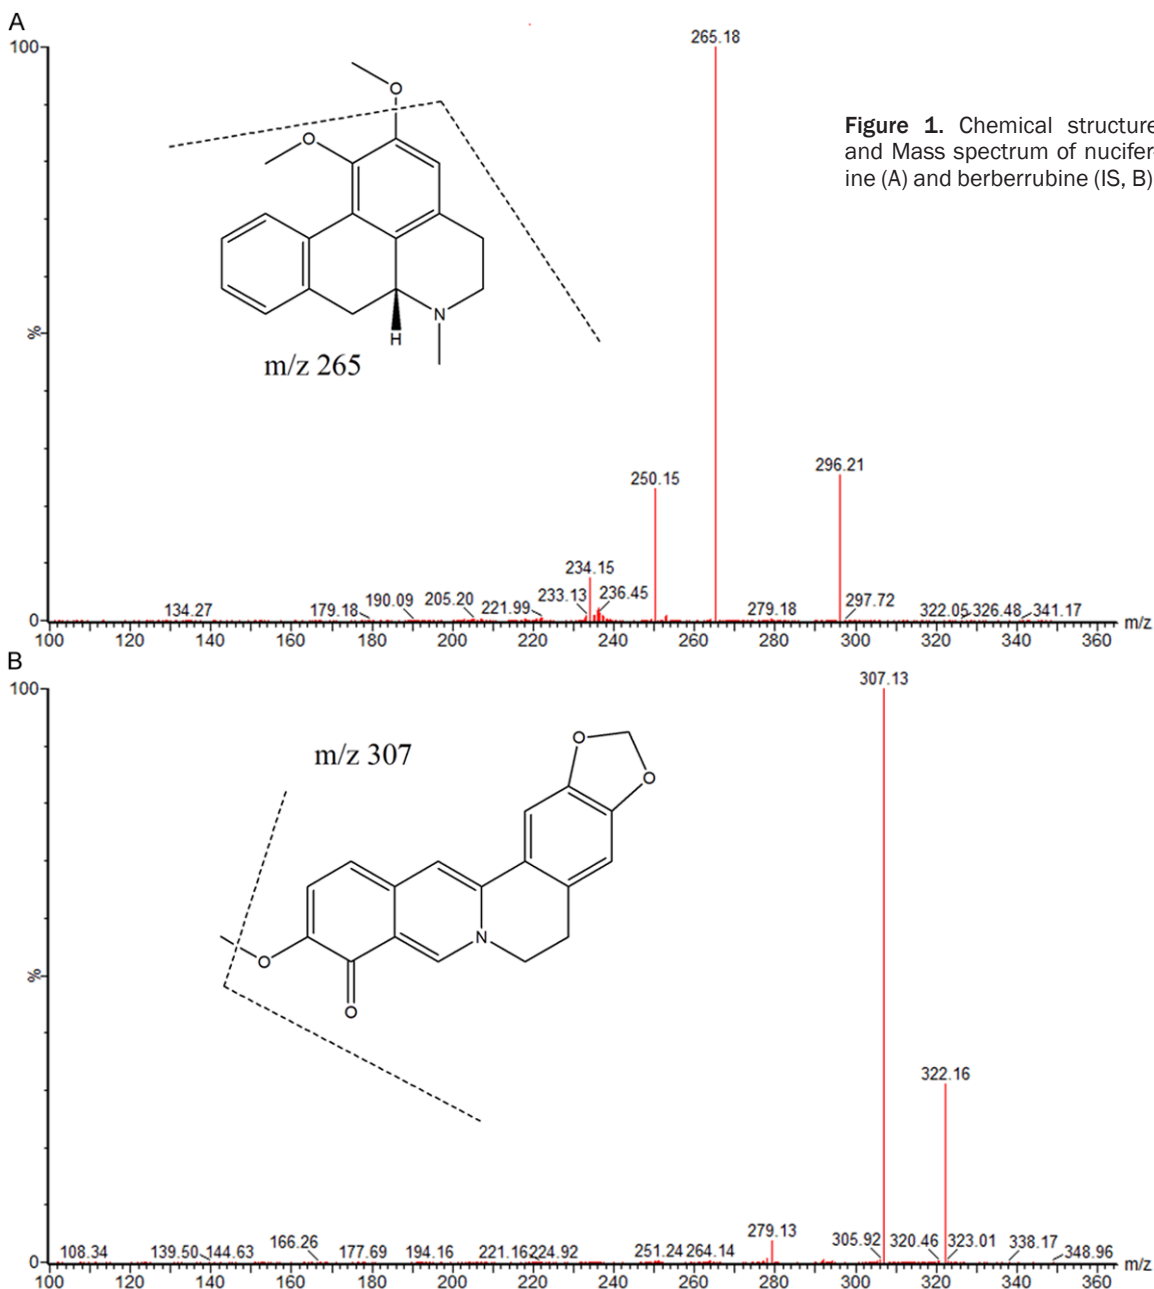 A
100
265.18
O
O
Figure 1. Chemical structure
and Mass spectrum of nucifer-
ine (A) and berberrubine (IS, B)
N
H
m/z 265
%
296.21
250.15
234.15
233.13
236.45
134.27
179.18
190.09
205.20
221.99
279.18
297.72
322.05
326.48
341.17
0
100 120 140 160 180 200 220 240 260 280 300 320 340 360 m/z
B
100
307.13
m/z 307
O
O
N
O
O
%
322.16
279.13
108.34
139.50
144.63
166.26
177.69
194.16
221.16
224.92
251.24
264.14
305.92
320.46
323.01
338.17
348.96
0
100 120 140 160 180 200 220 240 260 280 300 320 340 360 m/z